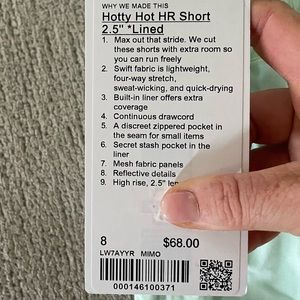 WHY WE MADE THIS
Hotty Hot HR Short
2.5" *Lined
1. Max out that stride. We cut
these shorts with extra room so
you can run freely
2. Swift fabric is lightweight,
four-way stretch,
sweat-wicking, and quick-drying
3. Built-in liner offers extra
coverage
4. Continuous drawcord
5. A discreet zippered pocket in
the seam for small items
6. Secret stash pocket in the
liner
7. Mesh fabric panels
8. Reflective details
9. High rise, 2.5" len
8 $68.00
LW7AYYR MIMO
000146100371